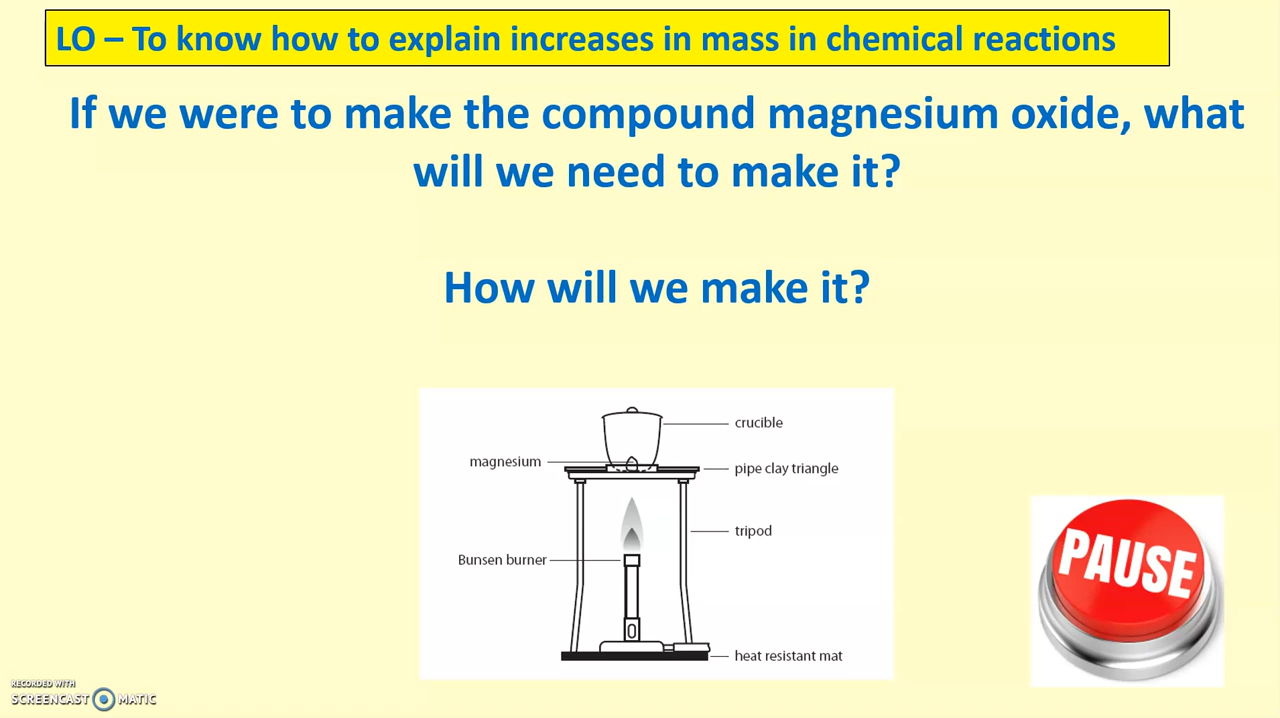 LO – To know how to explain increases in mass in chemical reactions
If we were to make the compound magnesium oxide, what
will we need to make it?
How will we make it?
crucible
magnesium
pipe clay triangle
tripod
Bunsen burner
heat resistant mat
PAUSE
RECORDED WITH
SCREENCAST MATIC